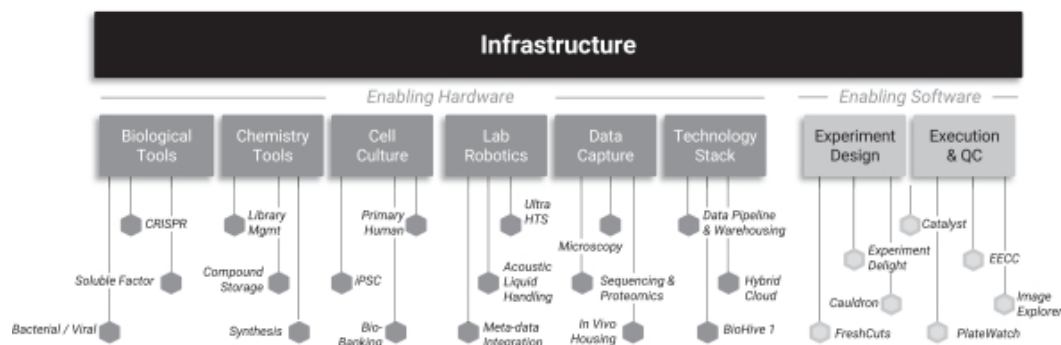 Infrastructure
Enabling Hardware
Enabling Software
Biological
Tools
Chemistry
Tools
Cell
Culture
Lab
Robotics
Data
Capture
Technology
Stack
Experiment
Design
Execution
& QC
CRISPR
Soluble Factor
Bacterial / Viral
Library
Mgmt
Compound
Storage
Synthesis
Primary
Human
iPSC
Bio-
Banking
Ultra
HTS
Acoustic
Liquid
Handling
Meta-data
Integration
Microscopy
Sequencing &
Proteomics
In Vivo
Housing
Data Pipeline
& Warehousing
Hybrid
Cloud
BioHive 1
Experiment
Delight
Cauldron
FreshCuts
Catalyst
EECC
Image
Explorer
PlateWatch